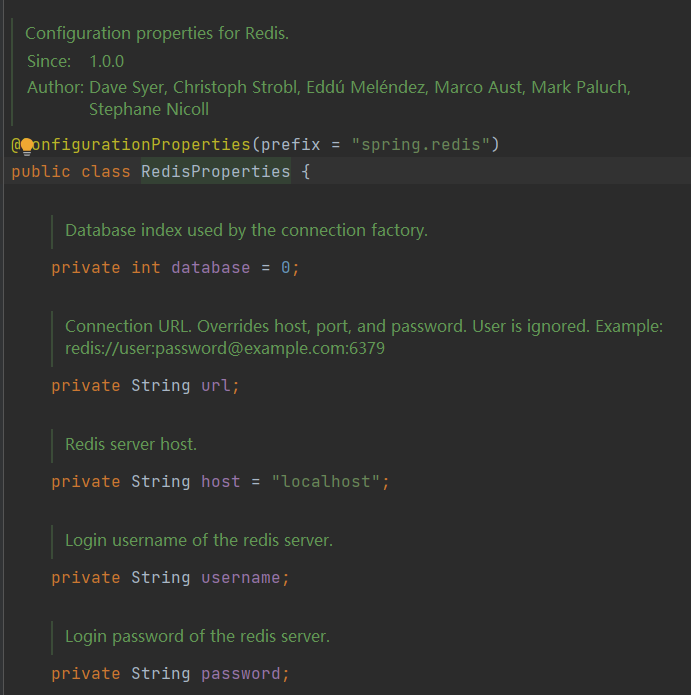 Configuration properties for Redis.
Since: 1.0.0
Author: Dave Syer, Christoph Strobl, Eddú Meléndez, Marco Aust, Mark Paluch,
Stephane Nicoll
@ConfigurationProperties(prefix = "spring.redis")
public class RedisProperties {
Database index used by the connection factory.
private int database = 0;
Connection URL. Overrides host, port, and password. User is ignored. Example:
redis://user:password@example.com:6379
private String url;
Redis server host.
private String host = "localhost";
Login username of the redis server.
private String username;
Login password of the redis server.
private String password;